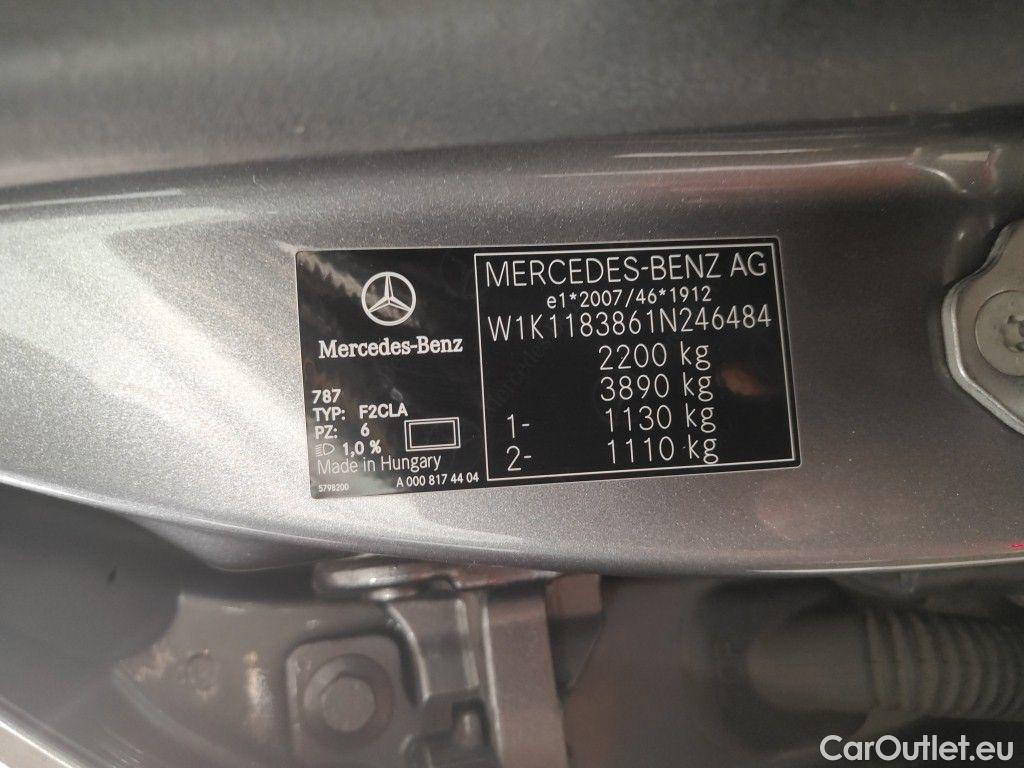 Mercedes-Benz
787
TYP: F2CLA
PZ: 6
1,0 %
Made in Hungary
5798200
A 000 817 44 04
MERCEDES-BENZ AG
e1*2007/46*1912
W1K1183861N246484
2200 kg
3890 kg
1- 1130 kg
2- 1110 kg
CarOutlet.eu